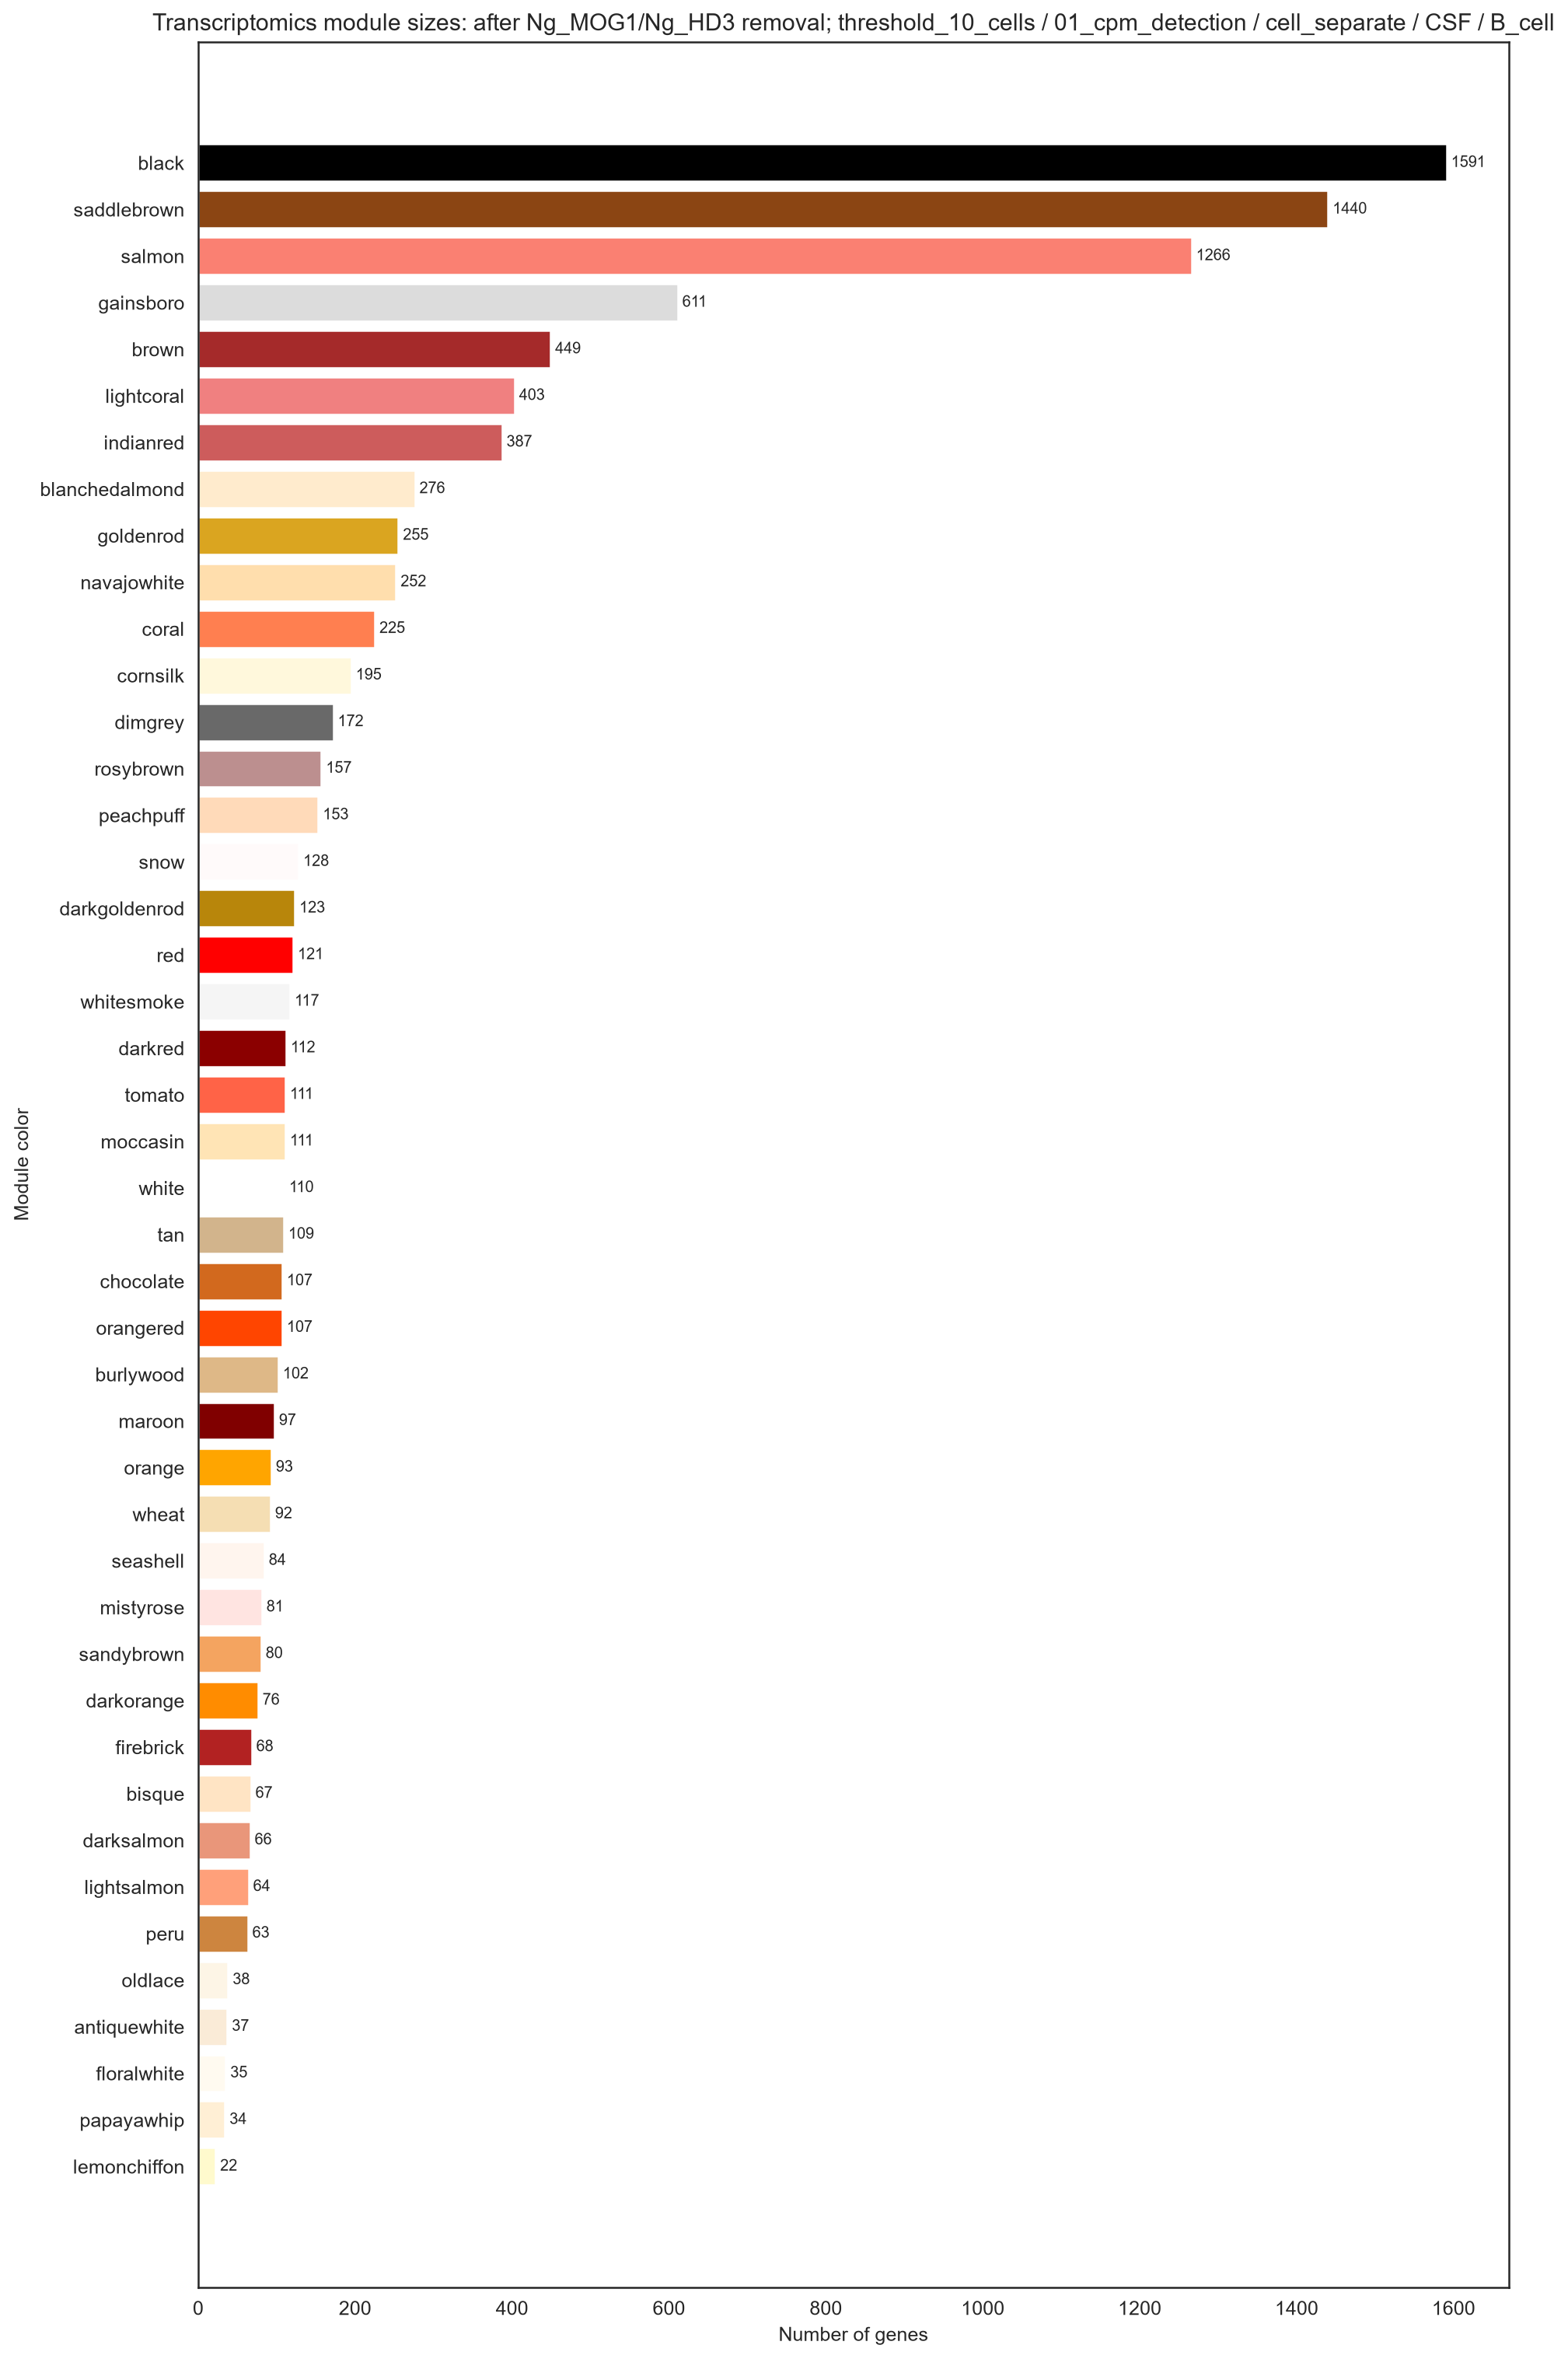 Transcriptomics module sizes: after Ng_MOG1/Ng_HD3 removal; threshold_10_cells / 01_cpm_detection / cell_separate / CSF / B_cell
black 1591
saddlebrown 1440
salmon 1266
gainsboro 611
brown 449
lightcoral 403
indianred 387
blanchedalmond 276
goldenrod 255
navajowhite 252
coral 225
cornsilk 195
dimgrey 172
rosybrown 157
peachpuff 153
snow 128
darkgoldenrod 123
red 121
whitesmoke 117
darkred 112
tomato 111
moccasin 111
white 110
tan 109
chocolate 107
orangered 107
burlywood 102
maroon 97
orange 93
wheat 92
seashell 84
mistyrose 81
sandybrown 80
darkorange 76
firebrick 68
bisque 67
darksalmon 66
lightsalmon 64
peru 63
oldlace 38
antiquewhite 37
floralwhite 35
papayawhip 34
lemonchiffon 22
Module color
0 200 400 600 800 1000 1200 1400 1600
Number of genes